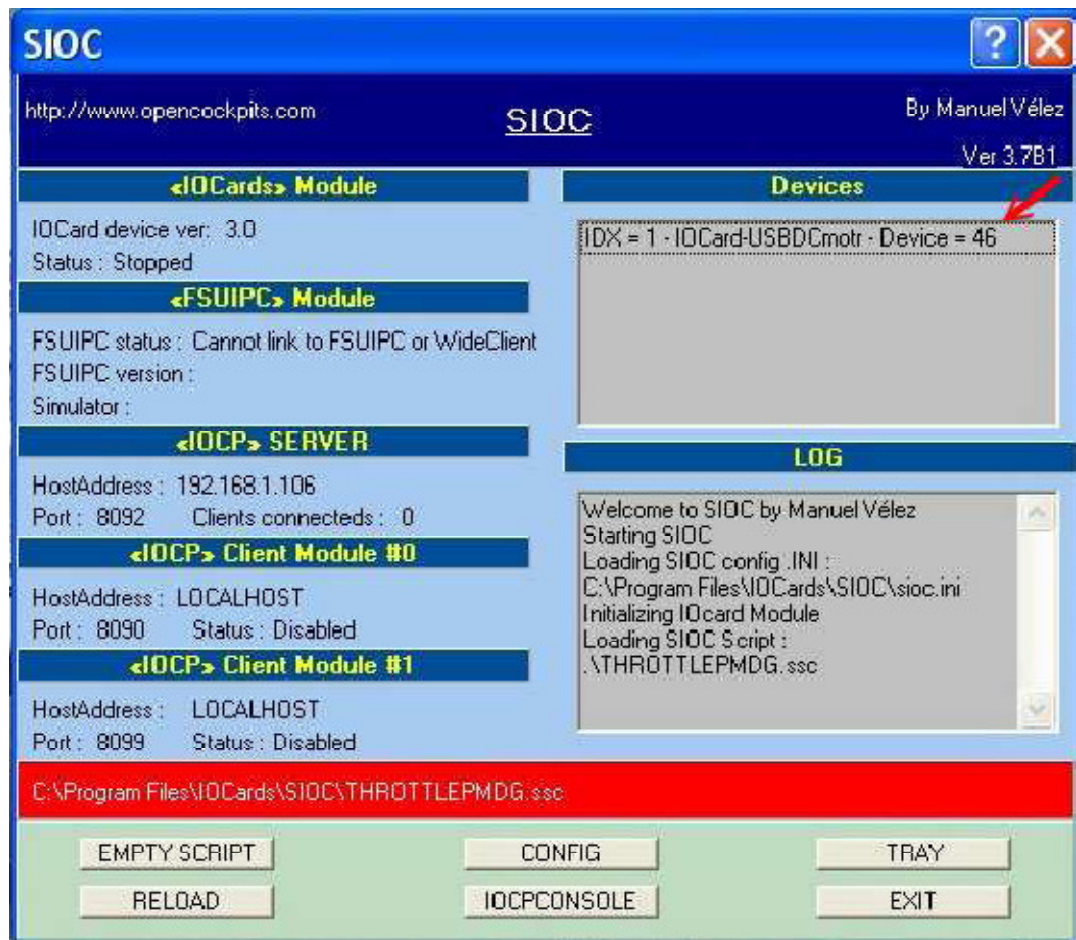 SIOC
http://www.opencockpits.com
SIOC
By Manuel Vélez
Ver 3.7B1
«IOCards» Module
IOCard device ver: 3.0
Status : Stopped
«FSUIPC» Module
FSUIPC status : Cannot link to FSUIPC or WideClient
FSUIPC version :
Simulator :
«IOCP» SERVER
HostAddress : 192.168.1.106
Port : 8092 Clients connecteds : 0
«IOCP» Client Module #0
HostAddress : LOCALHOST
Port : 8090 Status : Disabled
«IOCP» Client Module #1
HostAddress : LOCALHOST
Port : 8099 Status : Disabled
Devices
IDX = 1 - IOCard-USBDCmotr - Device = 46
LOG
Welcome to SIOC by Manuel Vélez
Starting SIOC
Loading SIOC config .INI :
C:\Program Files\IOCards\SIOC\sioc.ini
Initializing IOcard Module
Loading SIOC Script :
.\THROTTLEPMDG.ssc
C:\Program Files\IOCards\SIOC\THROTTLEPMDG.ssc
EMPTY SCRIPT CONFIG TRAY
RELOAD IOCPCONSOLE EXIT